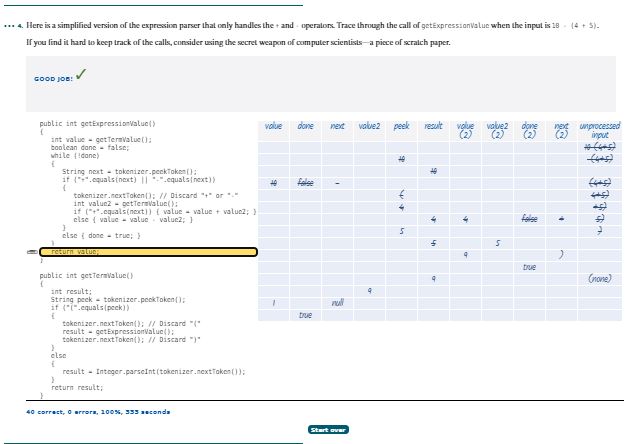 4. Here is a simplified version of the expression parser that only handles the + and - operators. Trace through the call of getExpressionValue when the input is 10 - (4 + 5).
If you find it hard to keep track of the calls, consider using the secret weapon of computer scientists—a piece of scratch paper.
GOOD JOB! ✓
public int getExpressionValue()
{
int value = getTermValue();
boolean done = false;
while (!done)
{
String next = tokenizer.peekToken();
if ("+".equals(next) || "-".equals(next))
{
tokenizer.nextToken(); // Discard "+" or "-"
int value2 = getTermValue();
if ("+".equals(next)) { value = value + value2; }
else { value = value - value2; }
}
else { done = true; }
}
return value;
}
public int getTermValue()
{
int result;
String peek = tokenizer.peekToken();
if ("(".equals(peek))
{
tokenizer.nextToken(); // Discard "("
result = getExpressionValue();
tokenizer.nextToken(); // Discard ")"
}
else
{
result = Integer.parseInt(tokenizer.nextToken());
}
return result;
}
value done next value2 peek result value (2) value2 (2) done (2) next (2) unprocessed input
10-(4+5)
10 -(4+5)
10
10 false - (4+5)
( 4+5)
4 +5)
4 4 false + 5)
5 )
5 5
9 )
true
9 (none)
9
1 null
true
40 correct, 0 errors, 100%, 333 seconds
Start over